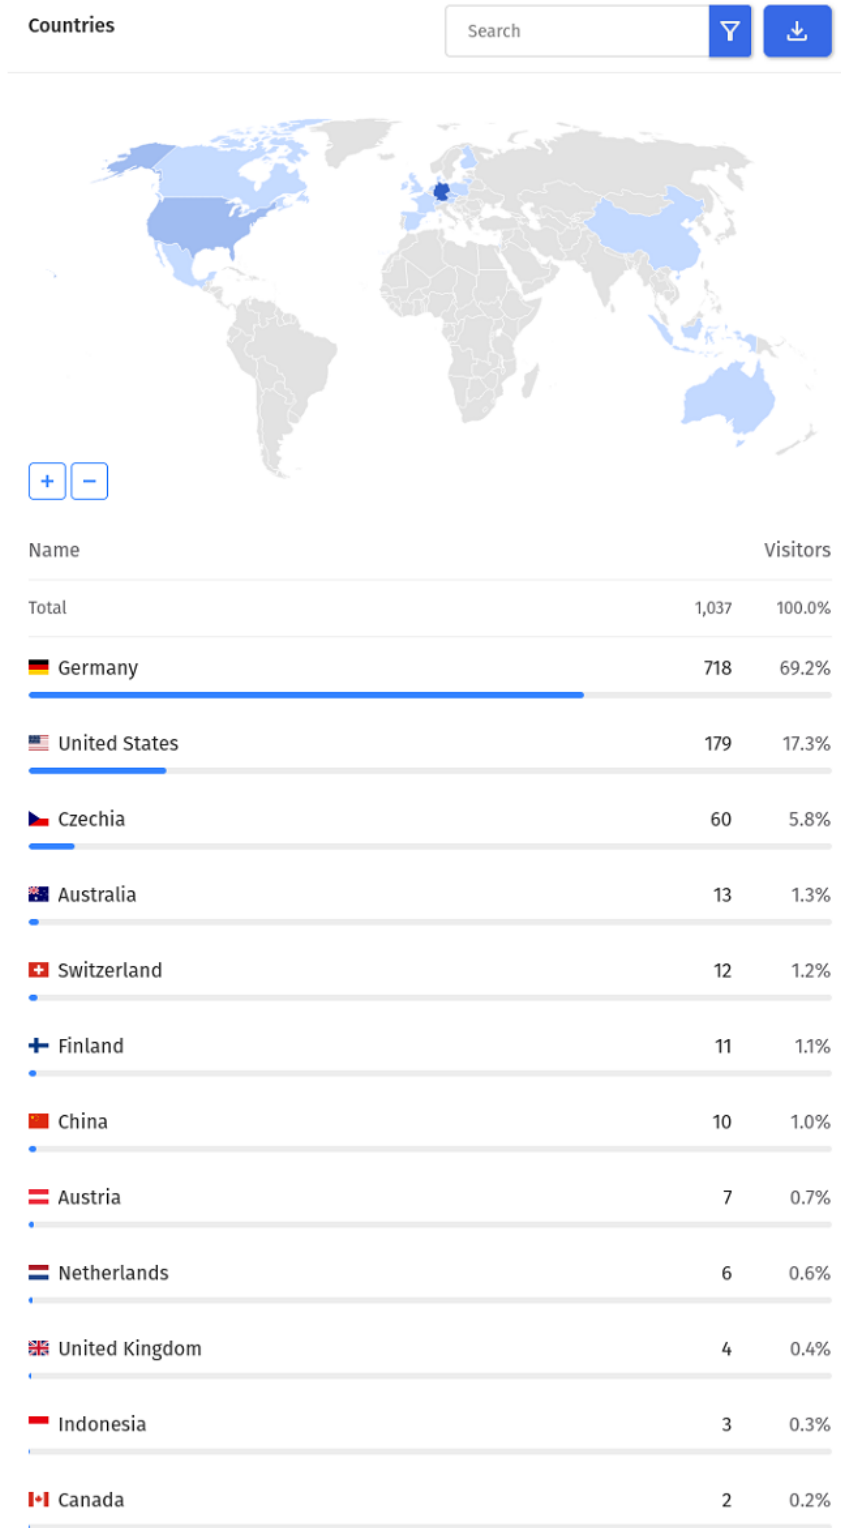 Countries
Search
Name Visitors
Total 1,037 100.0%
Germany 718 69.2%
United States 179 17.3%
Czechia 60 5.8%
Australia 13 1.3%
Switzerland 12 1.2%
Finland 11 1.1%
China 10 1.0%
Austria 7 0.7%
Netherlands 6 0.6%
United Kingdom 4 0.4%
Indonesia 3 0.3%
Canada 2 0.2%